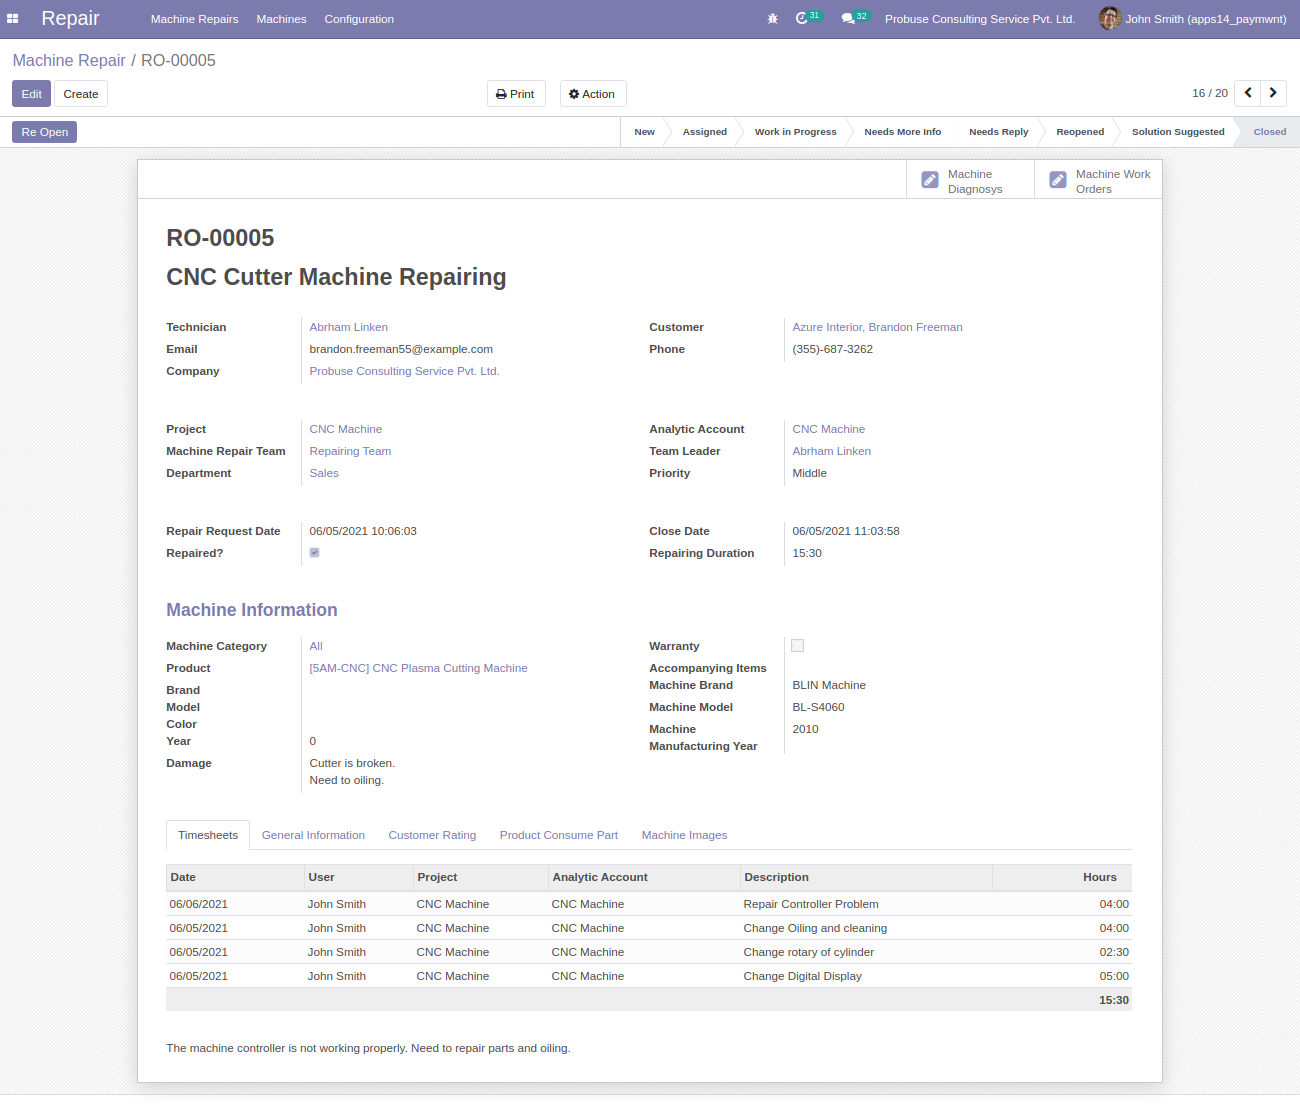 Repair Machine Repairs Machines Configuration 31 32 Probuse Consulting Service Pvt. Ltd. John Smith (apps14_paymwnt)
Machine Repair / RO-00005
Edit Create Print Action 16 / 20
Re Open New Assigned Work in Progress Needs More Info Needs Reply Reopened Solution Suggested Closed
Machine Diagnosys
Machine Work Orders
RO-00005
CNC Cutter Machine Repairing
Technician Abrham Linken Customer Azure Interior, Brandon Freeman
Email brandon.freeman55@example.com Phone (355)-687-3262
Company Probuse Consulting Service Pvt. Ltd.
Project CNC Machine Analytic Account CNC Machine
Machine Repair Team Repairing Team Team Leader Abrham Linken
Department Sales Priority Middle
Repair Request Date 06/05/2021 10:06:03 Close Date 06/05/2021 11:03:58
Repaired? Repairing Duration 15:30
Machine Information
Machine Category All Warranty
Product [5AM-CNC] CNC Plasma Cutting Machine Accompanying Items
Brand Machine Brand BLIN Machine
Model Machine Model BL-S4060
Color Machine 2010
Year 0 Manufacturing Year
Damage Cutter is broken.
Need to oiling.
Timesheets General Information Customer Rating Product Consume Part Machine Images
Date User Project Analytic Account Description Hours
06/06/2021 John Smith CNC Machine CNC Machine Repair Controller Problem 04:00
06/05/2021 John Smith CNC Machine CNC Machine Change Oiling and cleaning 04:00
06/05/2021 John Smith CNC Machine CNC Machine Change rotary of cylinder 02:30
06/05/2021 John Smith CNC Machine CNC Machine Change Digital Display 05:00
15:30
The machine controller is not working properly. Need to repair parts and oiling.